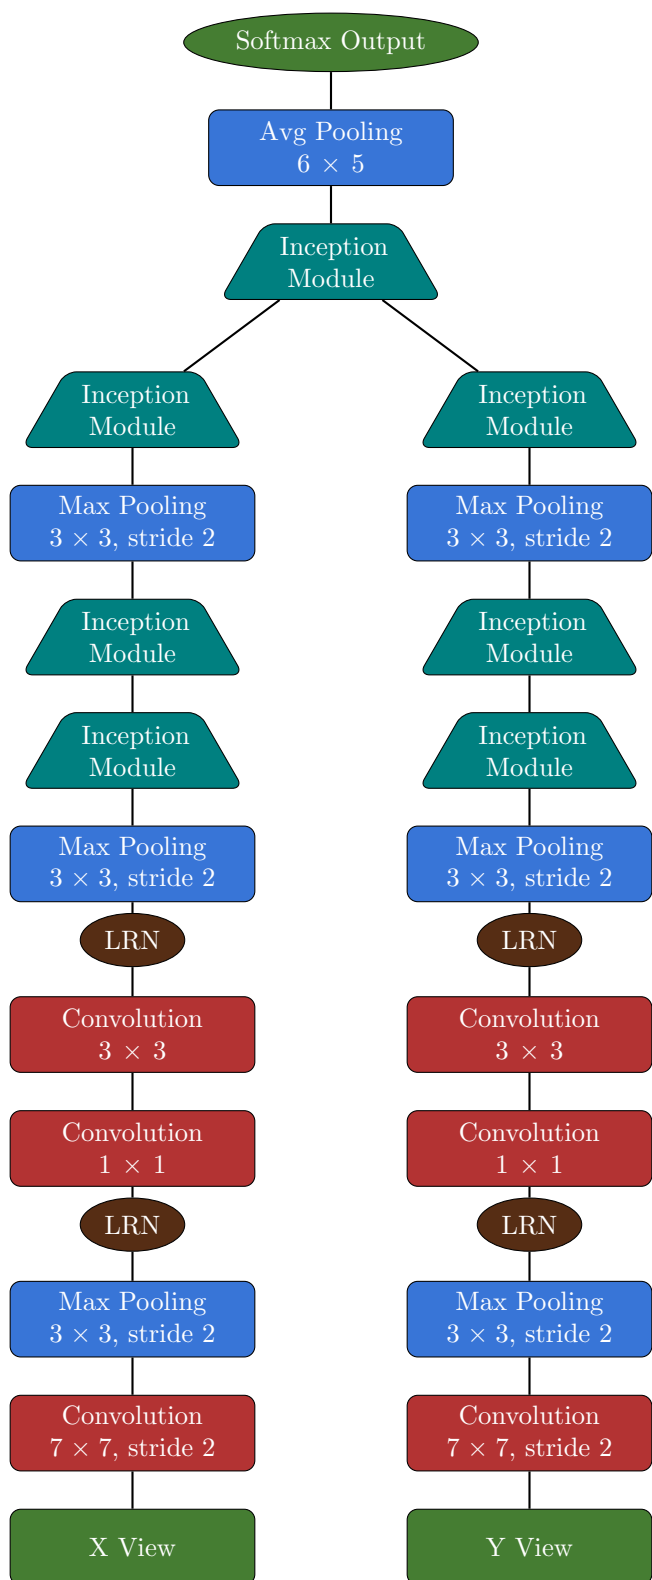 Softmax Output
Avg Pooling
6 × 5
Inception
Module
Inception
Module
Inception
Module
Max Pooling
3 × 3, stride 2
Max Pooling
3 × 3, stride 2
Inception
Module
Inception
Module
Inception
Module
Inception
Module
Max Pooling
3 × 3, stride 2
Max Pooling
3 × 3, stride 2
LRN
LRN
Convolution
3 × 3
Convolution
3 × 3
Convolution
1 × 1
Convolution
1 × 1
LRN
LRN
Max Pooling
3 × 3, stride 2
Max Pooling
3 × 3, stride 2
Convolution
7 × 7, stride 2
Convolution
7 × 7, stride 2
X View
Y View